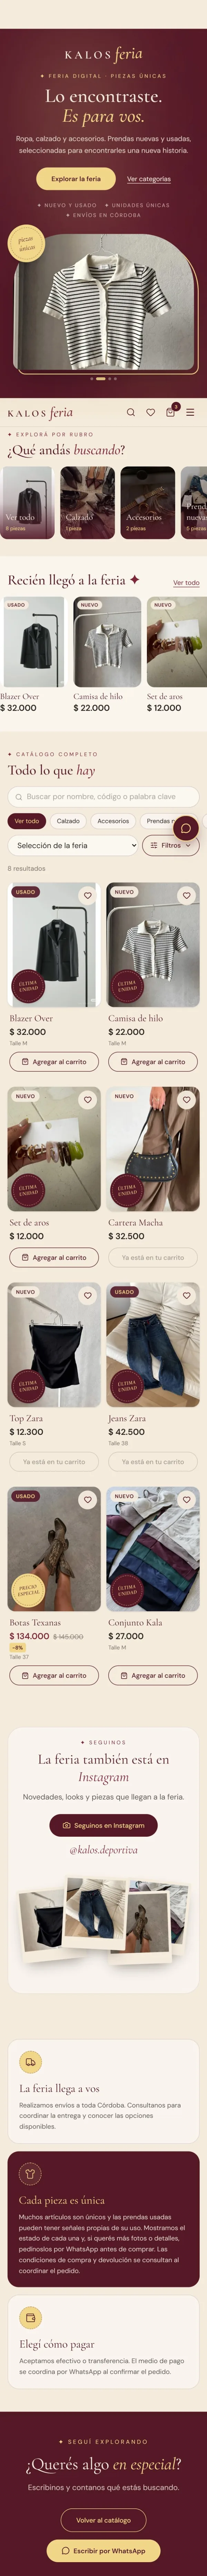 KALOS feria
✦ FERIA DIGITAL · PIEZAS ÚNICAS
Lo encontraste.
Es para vos.
Ropa, calzado y accesorios. Prendas nuevas y usadas,
seleccionadas para encontrarles una nueva historia.
Explorar la feria
Ver categorías
✦ NUEVO Y USADO ✦ UNIDADES ÚNICAS
✦ ENVÍOS EN CÓRDOBA
piezas
únicas
KALOS feria
3
✦ EXPLORÁ POR RUBRO
¿Qué andás buscando?
Ver todo
8 piezas
Calzado
1 pieza
Accesorios
2 piezas
Prend
nueva
5 piezas
Recién llegó a la feria ✦
Ver todo
USADO
NUEVO
NUEVO
Blazer Over
$ 32.000
Camisa de hilo
$ 22.000
Set de aros
$ 12.000
✦ CATÁLOGO COMPLETO
Todo lo que hay
Buscar por nombre, código o palabra clave
Ver todo
Calzado
Accesorios
Prendas n
Selección de la feria
Filtros
8 resultados
USADO
ÚLTIMA
UNIDAD
Blazer Over
$ 32.000
Talle M
Agregar al carrito
NUEVO
ÚLTIMA
UNIDAD
Camisa de hilo
$ 22.000
Talle M
Agregar al carrito
NUEVO
ÚLTIMA
UNIDAD
Set de aros
$ 12.000
Agregar al carrito
NUEVO
ÚLTIMA
UNIDAD
Cartera Macha
$ 32.500
Ya está en tu carrito
NUEVO
ÚLTIMA
UNIDAD
Top Zara
$ 12.300
Talle S
Ya está en tu carrito
USADO
ÚLTIMA
UNIDAD
Jeans Zara
$ 42.500
Talle 38
Ya está en tu carrito
USADO
PRECIO
ESPECIAL
Botas Texanas
$ 134.000 $ 145.000
-8%
Talle 37
Agregar al carrito
NUEVO
ÚLTIMA
UNIDAD
Conjunto Kala
$ 27.000
Talle M
Agregar al carrito
✦ SEGUINOS
La feria también está en
Instagram
Novedades, looks y piezas que llegan a la feria.
Seguinos en Instagram
@kalos.deportiva
La feria llega a vos
Realizamos envíos a toda Córdoba. Consultanos para
coordinar la entrega y conocer las opciones
disponibles.
Cada pieza es única
Muchos artículos son únicos y las prendas usadas
pueden tener señales propias de su uso. Mostramos el
estado de cada una y, si querés más fotos o detalles,
pedínoslos por WhatsApp antes de comprar. Las
condiciones de compra y devolución se consultan al
coordinar el pedido.
Elegí cómo pagar
Aceptamos efectivo o transferencia. El medio de pago
se coordina por WhatsApp al confirmar el pedido.
✦ SEGUÍ EXPLORANDO
¿Querés algo en especial?
Escribinos y contanos qué estás buscando.
Volver al catálogo
Escribir por WhatsApp